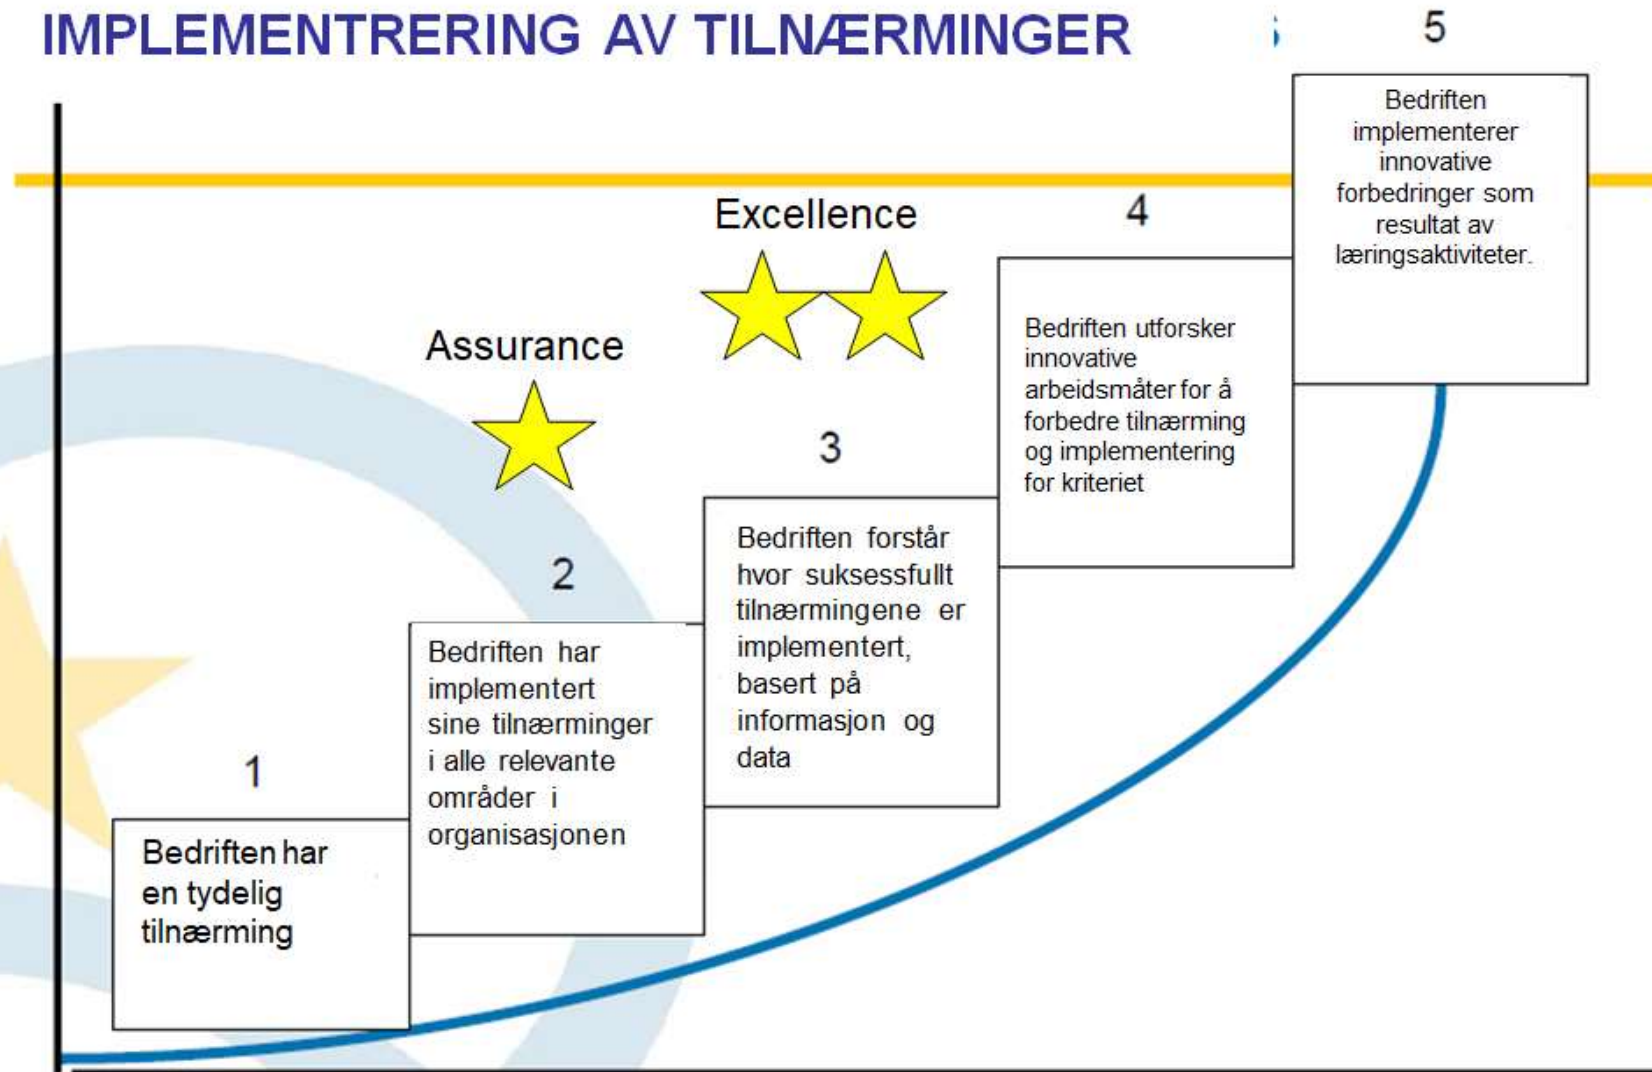 IMPLEMENTRERING AV TILNÆRMINGER
5
Bedriften
implementerer
innovative
forbedringer som
resultat av
læringsaktiviteter.
Excellence
4
Bedriften utforsker
innovative
arbeidsmåter for å
forbedre tilnærming
og implementering
for kriteriet
Assurance
3
Bedriften forstår
hvor suksessfullt
tilnærmingene er
implementert,
basert på
informasjon og
data
2
Bedriften har
implementert
sine tilnærminger
i alle relevante
områder i
organisasjonen
1
Bedriften har
en tydelig
tilnærming